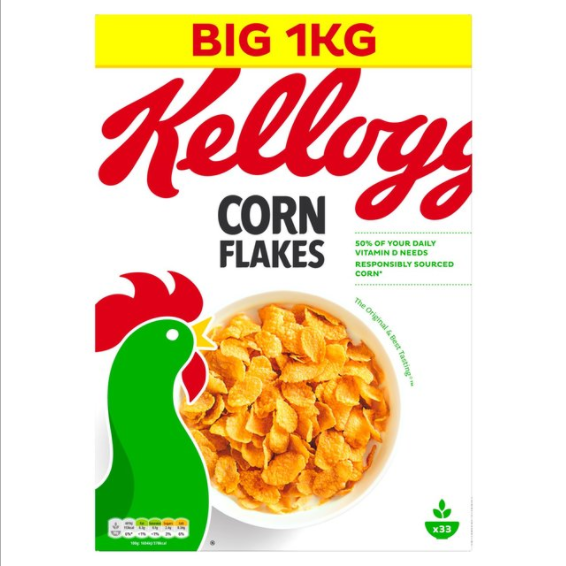 BIG 1KG
Kellogg
CORN
FLAKES
50% OF YOUR DAILY
VITAMIN D NEEDS
RESPONSIBLY SOURCED
CORN*
The Original & Best Tasting
x33